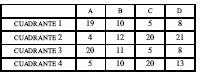 A B C D
CUADRANTE 1 19 10 5 8
CUADRANTE 2 4 12 20 21
CUADRANTE 3 20 11 5 8
CUADRANTE 4 5 10 20 13